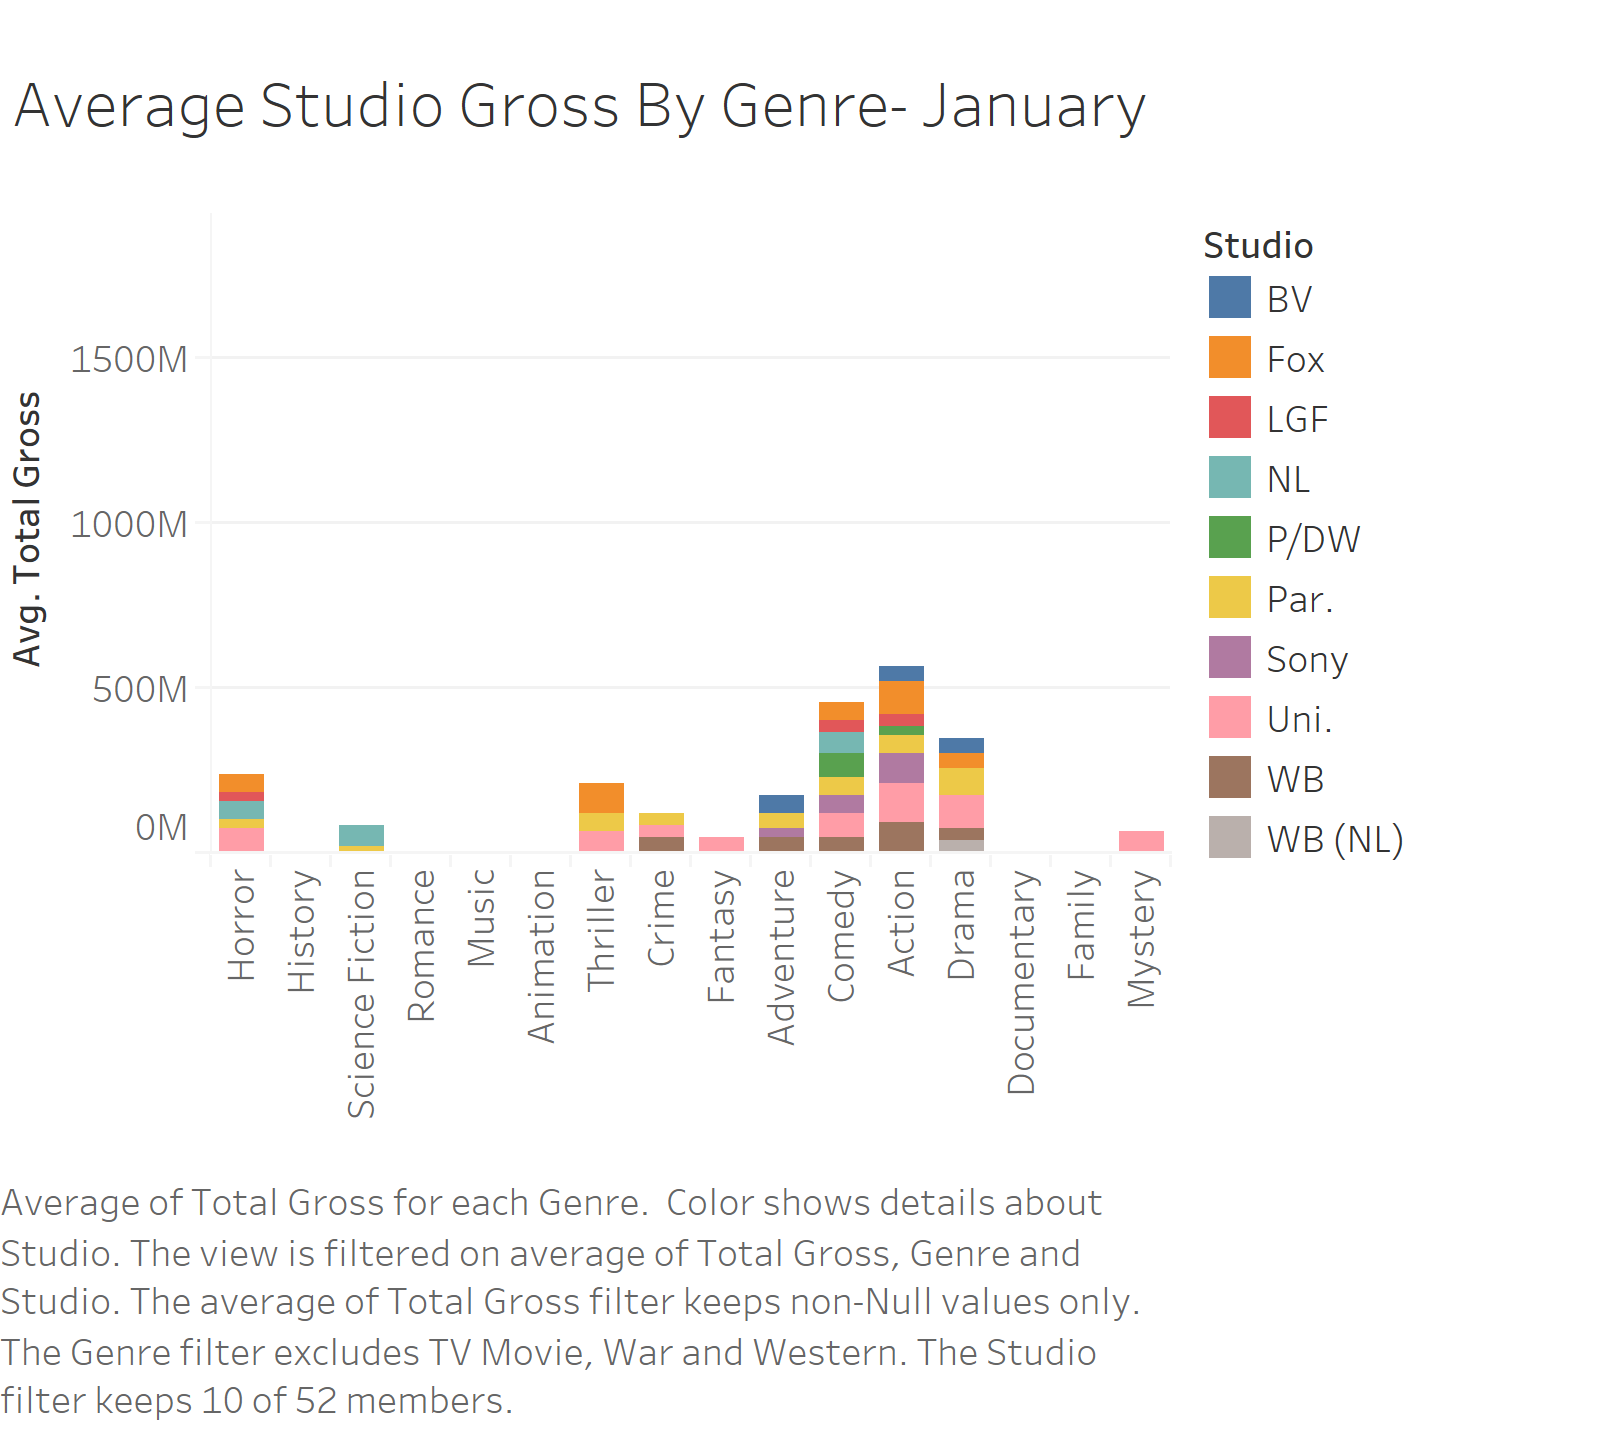 Average Studio Gross By Genre- January
Studio
BV
Fox
LGF
NL
P/DW
Par.
Sony
Uni.
WB
WB (NL)
Avg. Total Gross
1500M
1000M
500M
0M
Horror
History
Science Fiction
Romance
Music
Animation
Thriller
Crime
Fantasy
Adventure
Comedy
Action
Drama
Documentary
Family
Mystery
Average of Total Gross for each Genre.  Color shows details about
Studio. The view is filtered on average of Total Gross, Genre and
Studio. The average of Total Gross filter keeps non-Null values only.
The Genre filter excludes TV Movie, War and Western. The Studio
filter keeps 10 of 52 members.